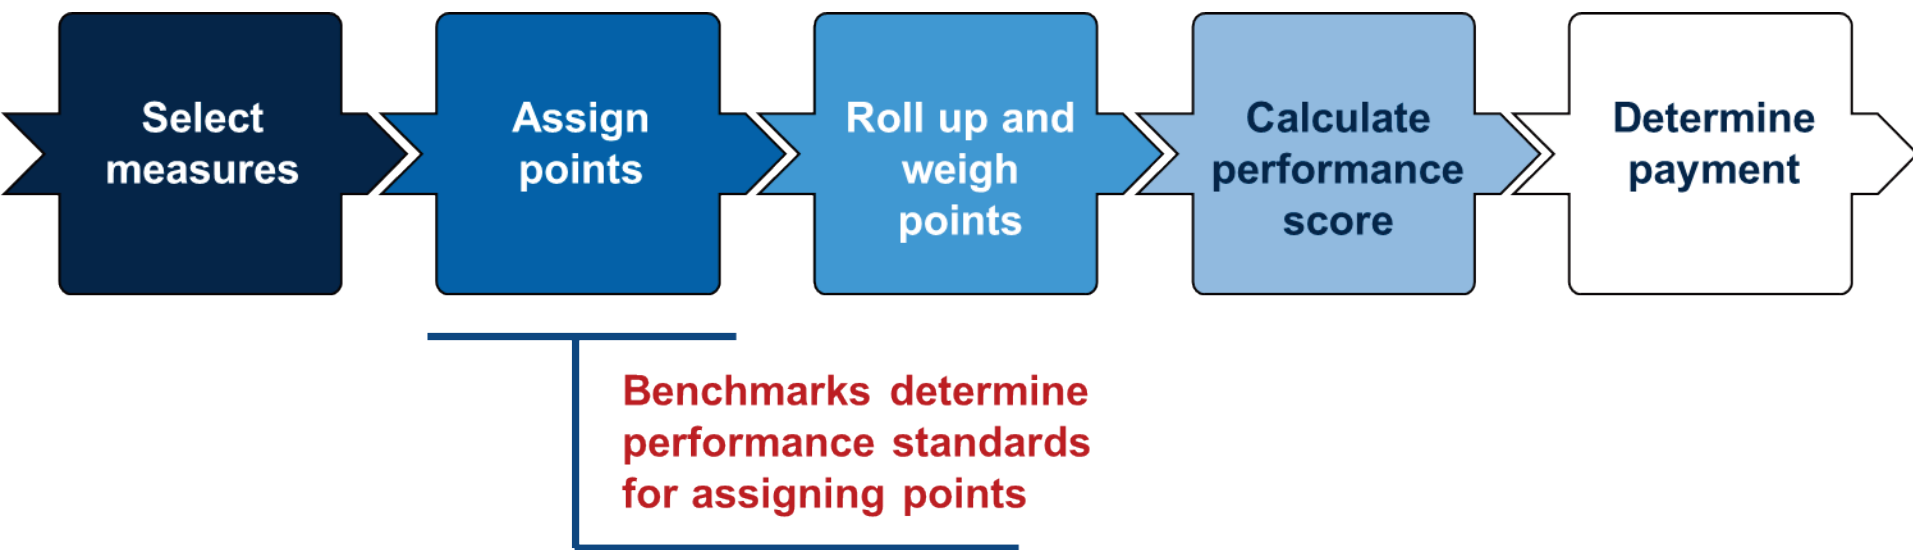 Select
measures
Assign
points
Roll up and
weigh
points
Calculate
performance
score
Determine
payment
Benchmarks determine
performance standards
for assigning points